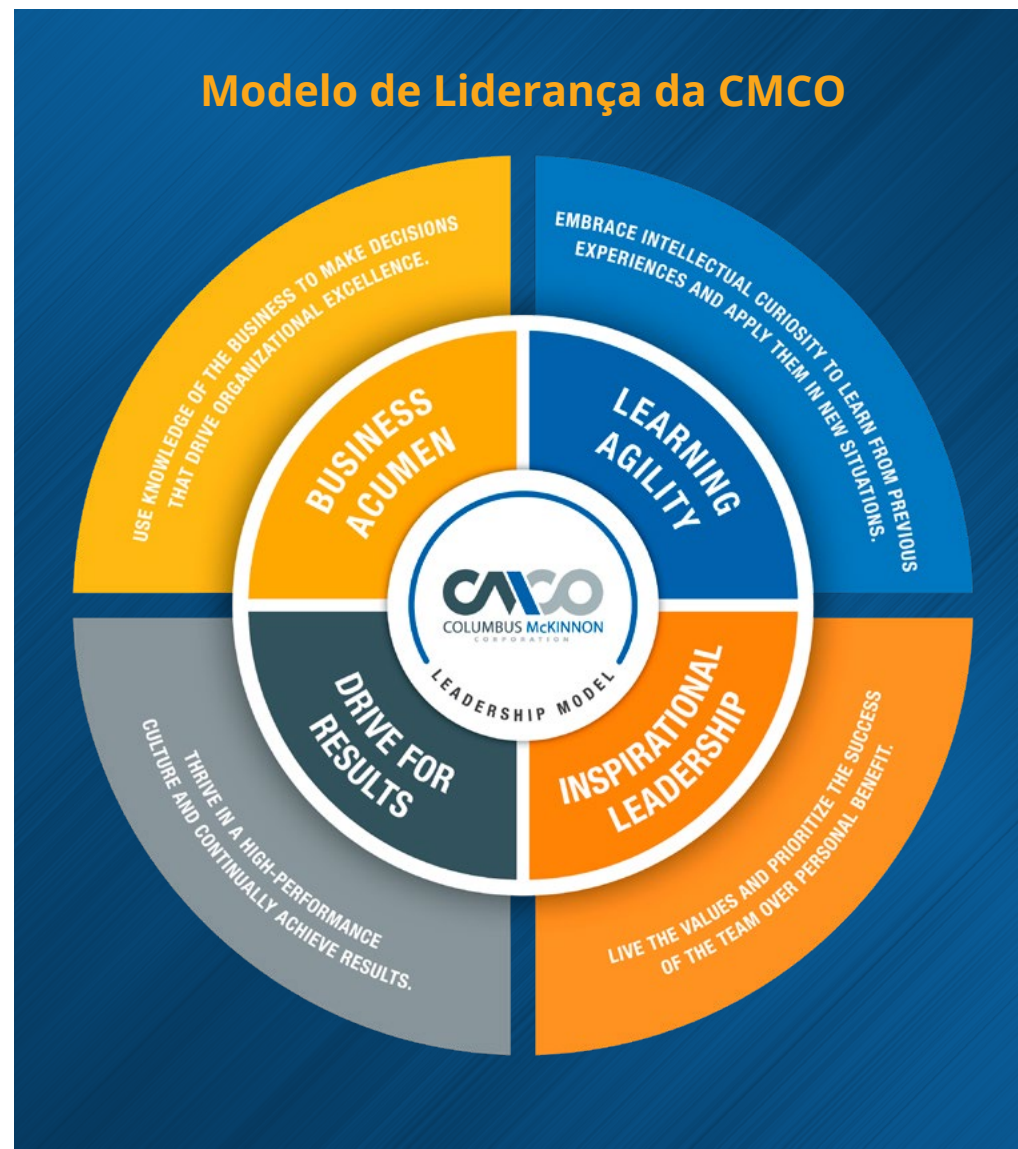 Modelo de Liderança da CMCO
USE KNOWLEDGE OF THE BUSINESS TO MAKE DECISIONS
THAT DRIVE ORGANIZATIONAL EXCELLENCE.
EMBRACE INTELLECTUAL CURIOSITY TO LEARN FROM PREVIOUS
EXPERIENCES AND APPLY THEM IN NEW SITUATIONS.
BUSINESS
ACUMEN
LEARNING
AGILITY
CMCO
COLUMBUS McKINNON
CORPORATION
LEADERSHIP MODEL
DRIVE FOR
RESULTS
INSPIRATIONAL
LEADERSHIP
THRIVE IN A HIGH-PERFORMANCE
CULTURE AND CONTINUALLY ACHIEVE RESULTS.
LIVE THE VALUES AND PRIORITIZE THE SUCCESS
OF THE TEAM OVER PERSONAL BENEFIT.